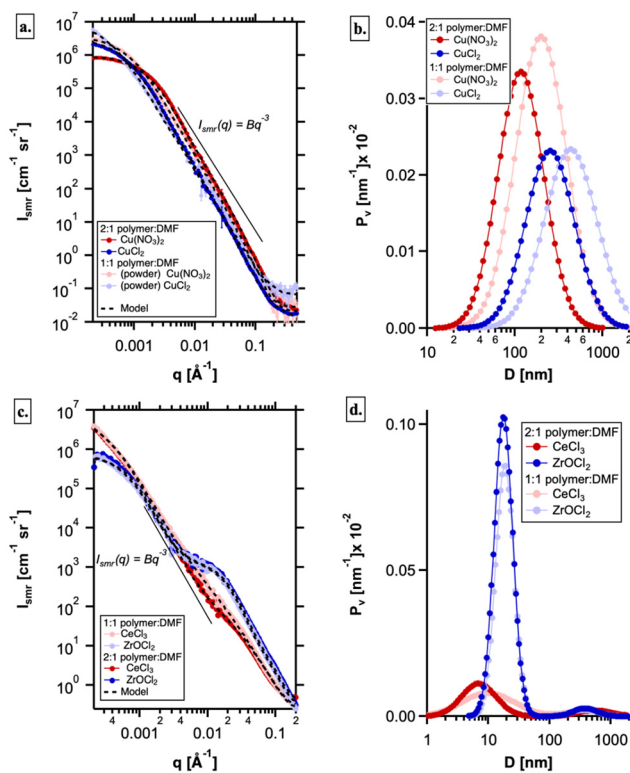 a.
I_smr [cm⁻¹ sr⁻¹]
10⁷
10⁶
10⁵
10⁴
10³
10²
10¹
10⁰
10⁻¹
10⁻²
I_smr(q) = Bq⁻³
2:1 polymer:DMF
Cu(NO₃)₂
CuCl₂
1:1 polymer:DMF
(powder) Cu(NO₃)₂
(powder) CuCl₂
Model
0.001 0.01 0.1
q [Å⁻¹]
b.
P_v [nm⁻¹] x 10⁻²
0.04
0.03
0.02
0.01
0.00
2:1 polymer:DMF
Cu(NO₃)₂
CuCl₂
1:1 polymer:DMF
Cu(NO₃)₂
CuCl₂
10 2 4 6 100 2 4 6 1000 2
D [nm]
c.
I_smr [cm⁻¹ sr⁻¹]
10⁷
10⁶
10⁵
10⁴
10³
10²
10¹
10⁰
I_smr(q) = Bq⁻³
1:1 polymer:DMF
CeCl₃
ZrOCl₂
2:1 polymer:DMF
CeCl₃
ZrOCl₂
Model
4 0.001 2 4 0.01 2 4 0.1 2
q [Å⁻¹]
d.
P_v [nm⁻¹] x 10⁻²
0.10
0.05
0.00
2:1 polymer:DMF
CeCl₃
ZrOCl₂
1:1 polymer:DMF
CeCl₃
ZrOCl₂
1 10 100 1000
D [nm]